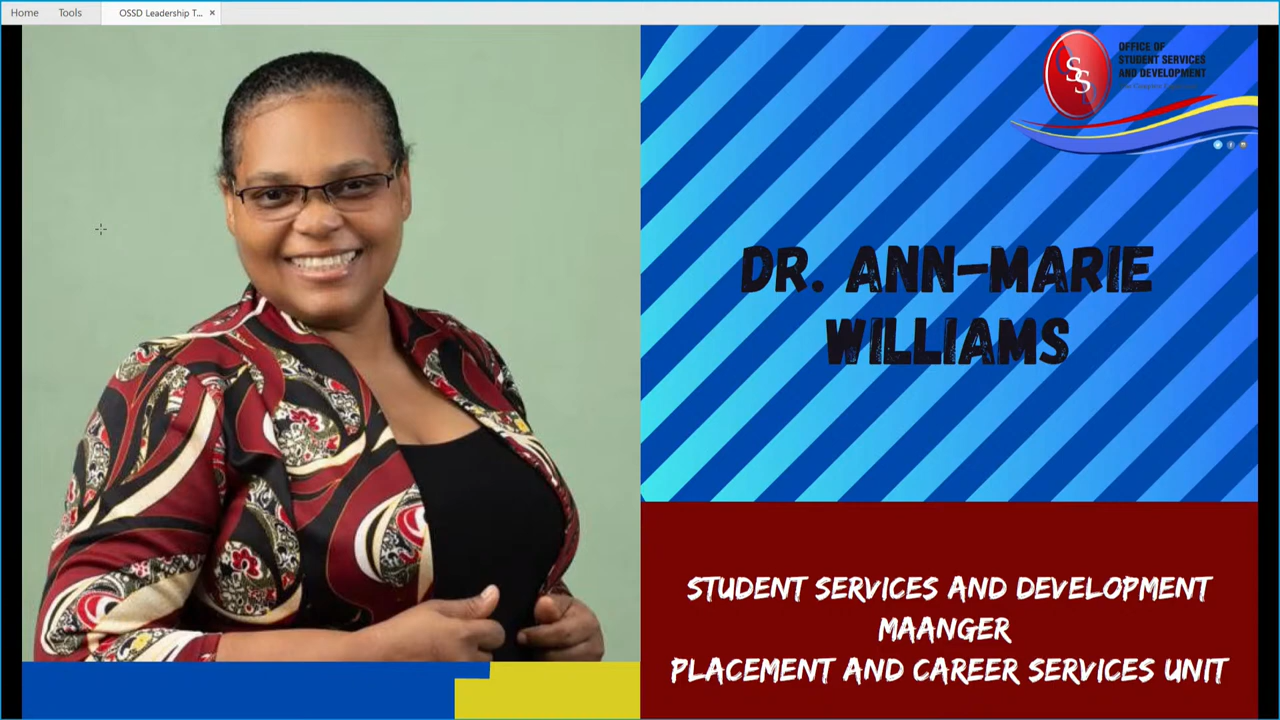 Home Tools OSSD Leadership T...
OFFICE OF
STUDENT SERVICES
AND DEVELOPMENT
DR. ANN-MARIE
WILLIAMS
STUDENT SERVICES AND DEVELOPMENT
MAANGER
PLACEMENT AND CAREER SERVICES UNIT